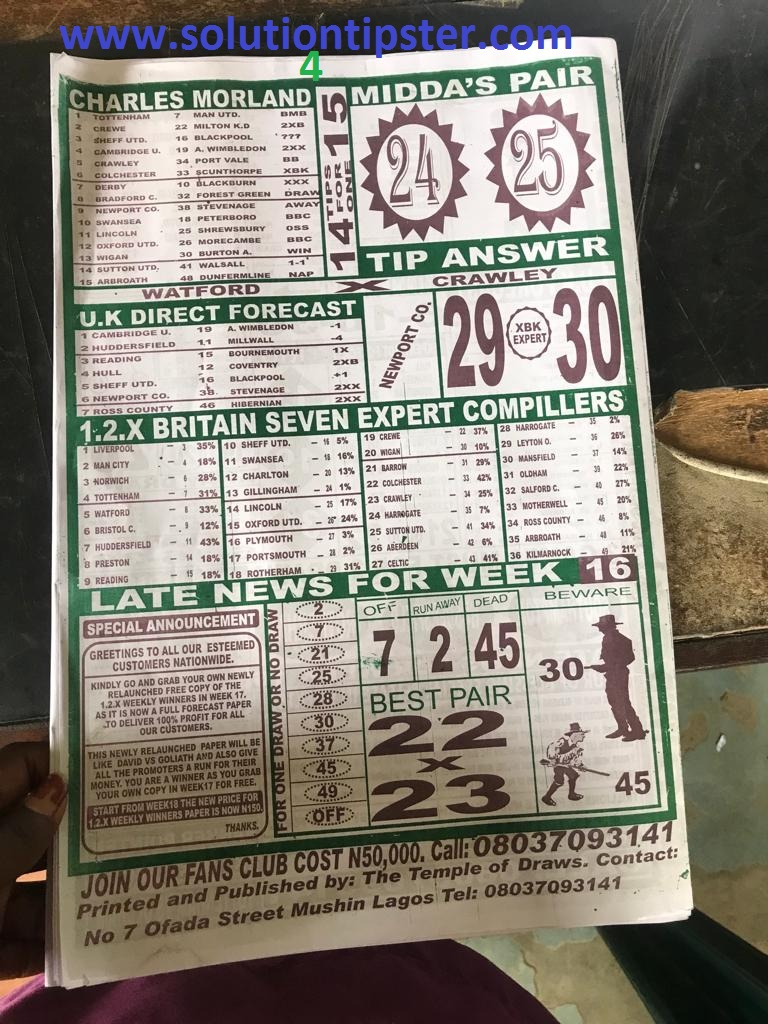 www.solutiontipster.com
4
CHARLES MORLAND
1 TOTTENHAM 7 MAN UTD. BMB
2 CREWE 22 MILTON K.D 2XB
3 SHEFF UTD. 16 BLACKPOOL ???
4 CAMBRIDGE U. 19 A. WIMBLEDON 2XX
5 CRAWLEY 34 PORT VALE BB
6 COLCHESTER 33 SCUNTHORPE XBK
7 DERBY 10 BLACKBURN XXX
8 BRADFORD C. 32 FOREST GREEN DRAW
9 NEWPORT CO. 38 STEVENAGE AWAY
10 SWANSEA 18 PETERBORO BBC
11 LINCOLN 25 SHREWSBURY OSS
12 OXFORD UTD. 26 MORECAMBE BBC
13 WIGAN 30 BURTON A. WIN
14 SUTTON UTD. 41 WALSALL 1-1
15 ARBROATH 48 DUNFERMLINE NAP
14 TIPS FOR ONE 15
MIDDA'S PAIR
24 25
TIP ANSWER
WATFORD X CRAWLEY
U.K DIRECT FORECAST
1 CAMBRIDGE U. 19 A. WIMBLEDON -1
2 HUDDERSFIELD 11 MILLWALL -4
3 READING 15 BOURNEMOUTH 1X
4 HULL 12 COVENTRY 2XB
5 SHEFF UTD. 16 BLACKPOOL +1
6 NEWPORT CO. 38 STEVENAGE 2XX
7 ROSS COUNTY 46 HIBERNIAN 2XX
NEWPORT CO.
29 XBK EXPERT 30
1.2.X BRITAIN SEVEN EXPERT COMPILLERS
1 LIVERPOOL - 3 35%
2 MAN CITY - 4 18%
3 NORWICH - 6 28%
4 TOTTENHAM - 7 31%
5 WATFORD - 8 33%
6 BRISTOL C. - 9 12%
7 HUDDERSFIELD - 11 43%
8 PRESTON - 14 18%
9 READING - 15 18%
10 SHEFF UTD. - 16 5%
11 SWANSEA - 18 16%
12 CHARLTON - 20 13%
13 GILLINGHAM - 24 1%
14 LINCOLN - 25 17%
15 OXFORD UTD. - 26 24%
16 PLYMOUTH - 27 3%
17 PORTSMOUTH - 28 2%
18 ROTHERHAM - 29 31%
19 CREWE - 22 37%
20 WIGAN - 30 10%
21 BARROW - 31 29%
22 COLCHESTER - 33 42%
23 CRAWLEY - 34 25%
24 HARROGATE - 35 7%
25 SUTTON UTD. - 41 34%
26 ABERDEEN - 42 6%
27 CELTIC - 43 41%
28 HARROGATE - 35 2%
29 LEYTON O. - 36 26%
30 MANSFIELD - 37 14%
31 OLDHAM - 39 22%
32 SALFORD C. - 40 27%
33 MOTHERWELL - 45 20%
34 ROSS COUNTY - 46 8%
35 ARBROATH - 48 11%
36 KILMARNOCK - 49 21%
LATE NEWS FOR WEEK 16
SPECIAL ANNOUNCEMENT
GREETINGS TO ALL OUR ESTEEMED
CUSTOMERS NATIONWIDE.
KINDLY GO AND GRAB YOUR OWN NEWLY
RELAUNCHED FREE COPY OF THE
1.2.X WEEKLY WINNERS IN WEEK 17.
AS IT IS NOW A FULL FORECAST PAPER
TO DELIVER 100% PROFIT FOR ALL
OUR CUSTOMERS.
THIS NEWLY RELAUNCHED PAPER WILL BE
LIKE DAVID VS GOLIATH AND ALSO GIVE
ALL THE PROMOTERS A RUN FOR THEIR
MONEY. YOU ARE A WINNER AS YOU GRAB
YOUR OWN COPY IN WEEK17 FOR FREE.
START FROM WEEK18 THE NEW PRICE FOR
1.2.X WEEKLY WINNERS PAPER IS NOW N150.
THANKS.
FOR ONE DRAW OR NO DRAW
2
7
21
25
28
30
37
45
49
OFF
OFF RUN AWAY DEAD
7 2 45
BEST PAIR
22
X
23
BEWARE
30
45
JOIN OUR FANS CLUB COST N50,000. Call: 08037093141
Printed and Published by: The Temple of Draws. Contact:
No 7 Ofada Street Mushin Lagos Tel: 08037093141